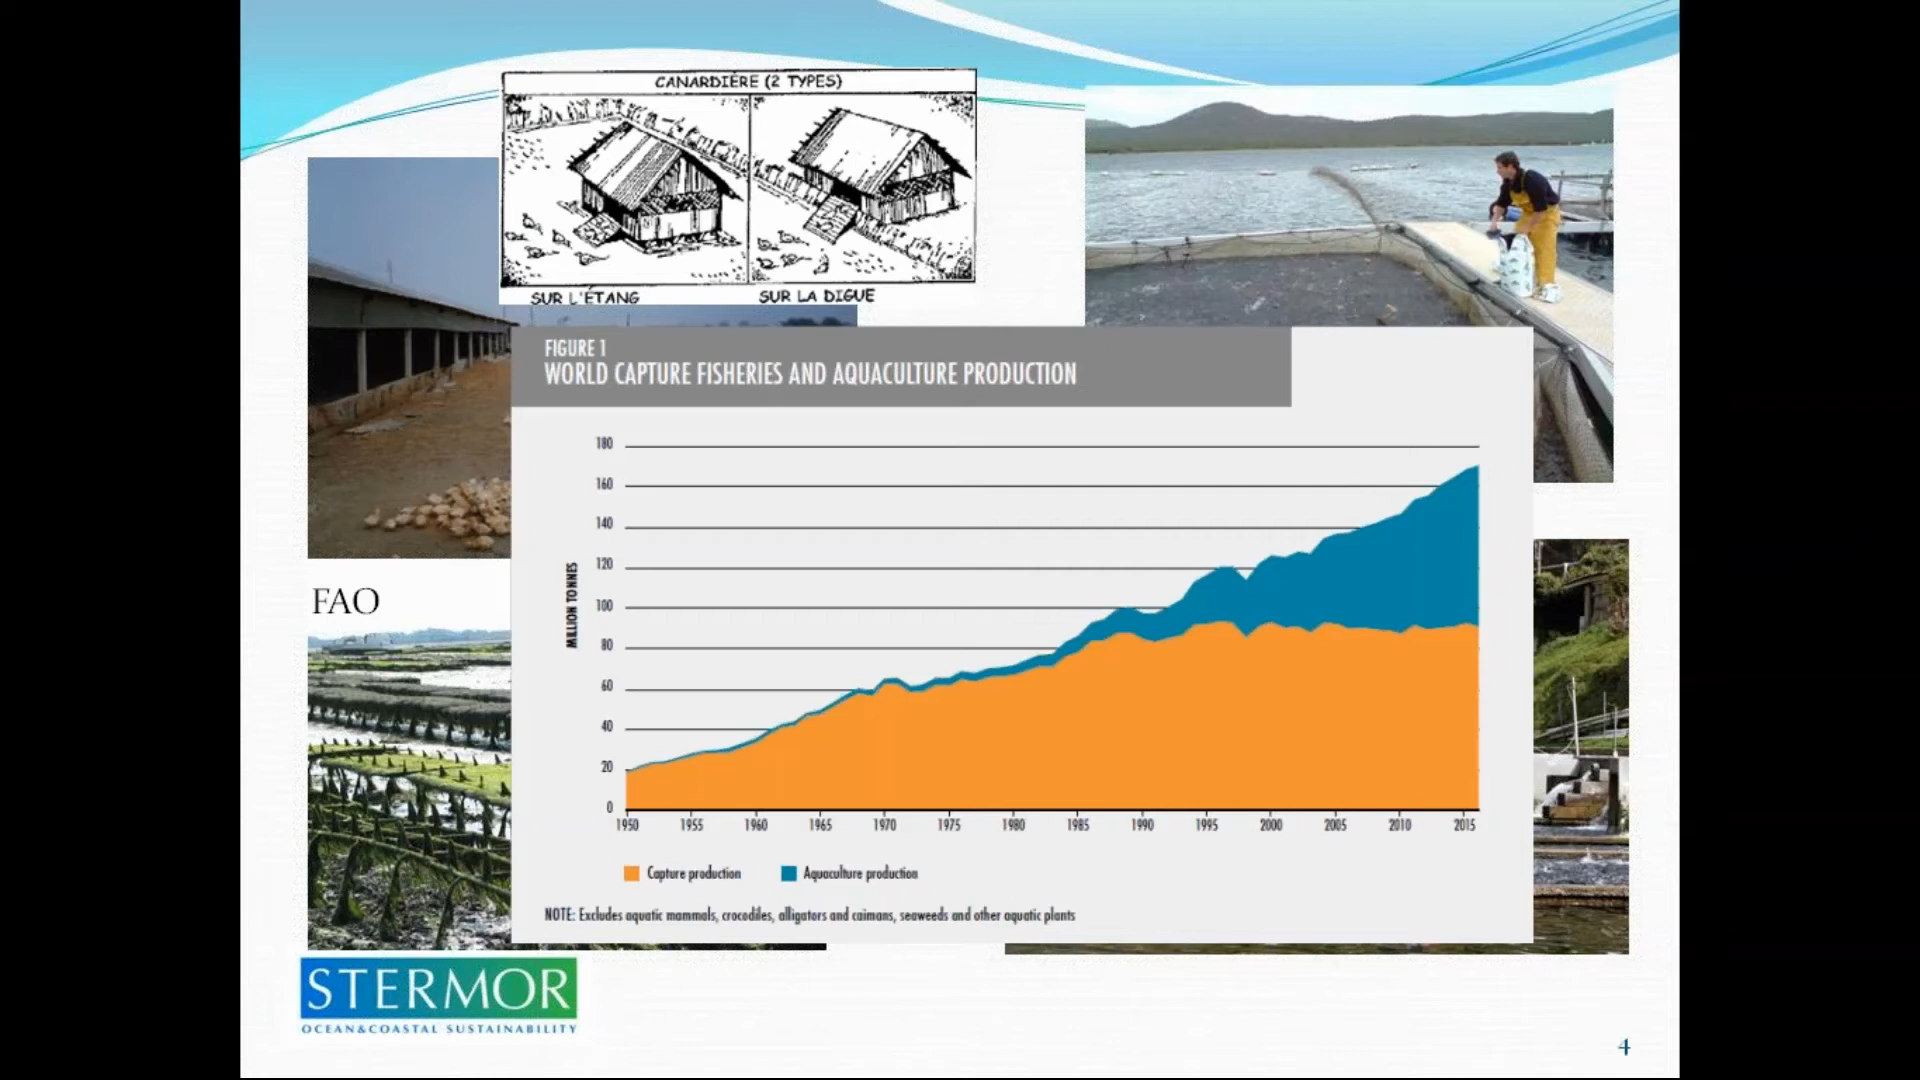 CANARDIÈRE (2 TYPES)
SUR L'ÉTANG
SUR LA DIGUE
FIGURE 1
WORLD CAPTURE FISHERIES AND AQUACULTURE PRODUCTION
180
160
140
120
100
80
60
40
20
0
MILLION TONNES
1950 1955 1960 1965 1970 1975 1980 1985 1990 1995 2000 2005 2010 2015
Capture production Aquaculture production
NOTE: Excludes aquatic mammals, crocodiles, alligators and caimans, seaweeds and other aquatic plants
FAO
STERMOR
OCEAN&COASTAL SUSTAINABILITY
4